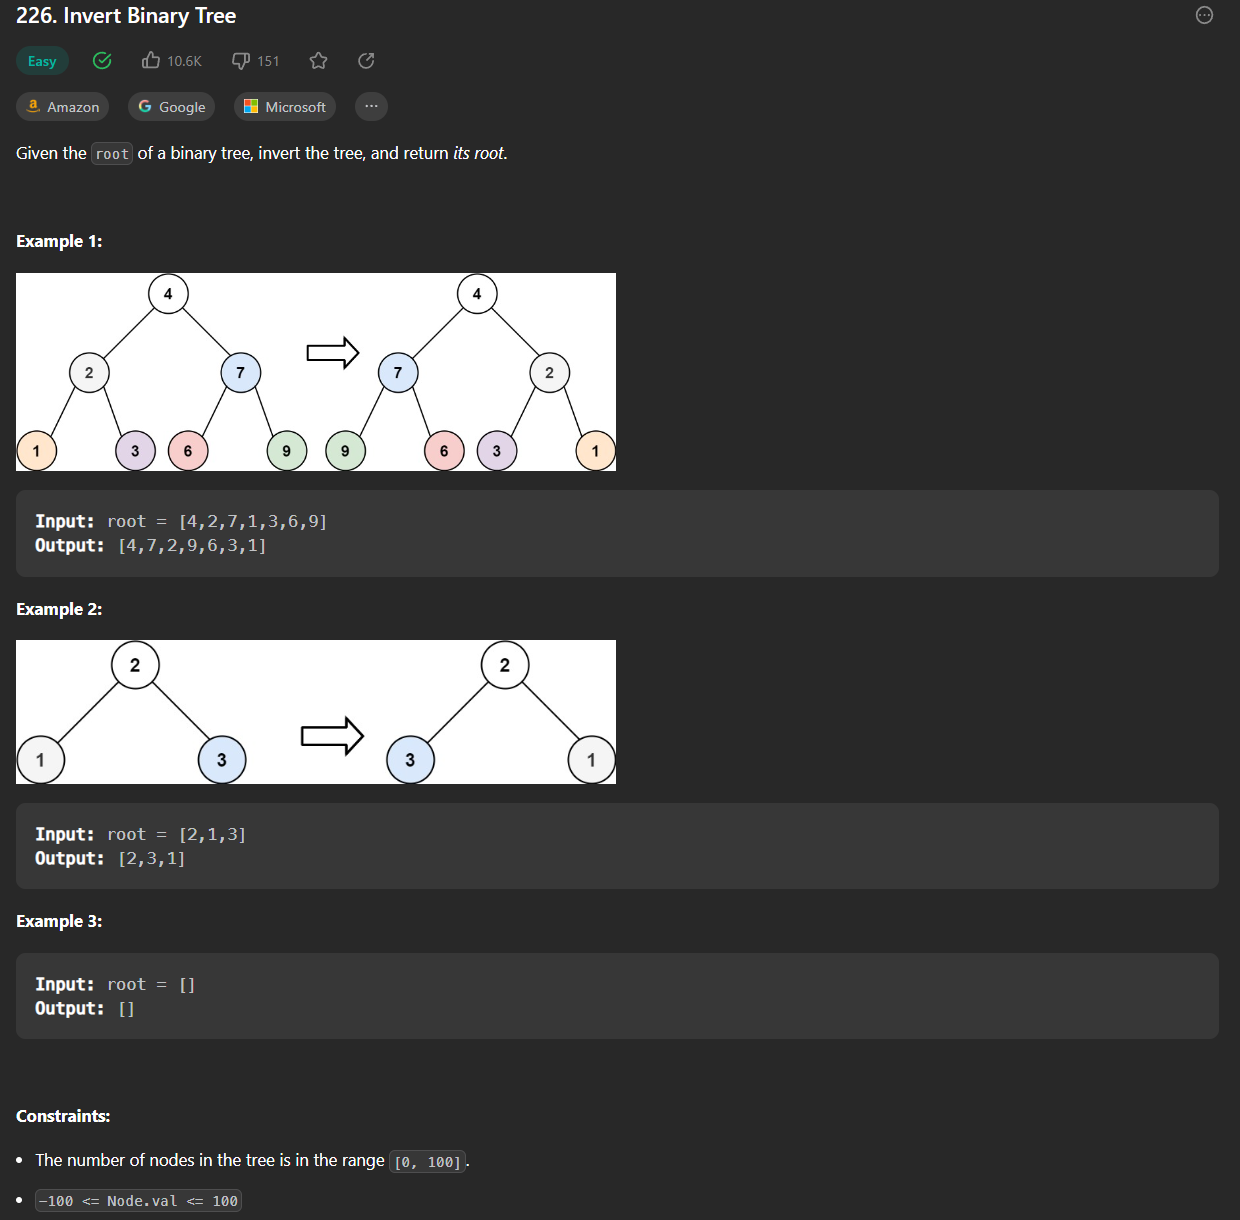 226. Invert Binary Tree
Easy 10.6K 151
Amazon Google Microsoft ...
Given the root of a binary tree, invert the tree, and return its root.
Example 1:
4 4
2 7 7 2
1 3 6 9 9 6 3 1
Input: root = [4,2,7,1,3,6,9]
Output: [4,7,2,9,6,3,1]
Example 2:
2 2
1 3 3 1
Input: root = [2,1,3]
Output: [2,3,1]
Example 3:
Input: root = []
Output: []
Constraints:
• The number of nodes in the tree is in the range [0, 100].
• -100 <= Node.val <= 100